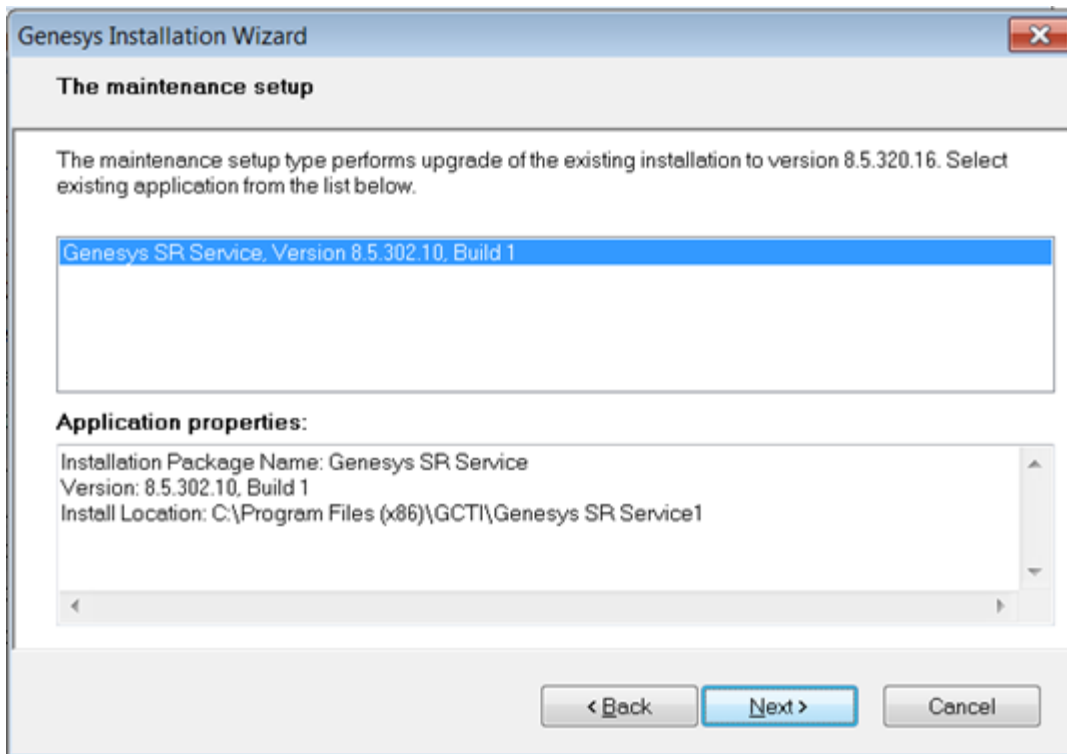 Genesys Installation Wizard
The maintenance setup
The maintenance setup type performs upgrade of the existing installation to version 8.5.320.16. Select
existing application from the list below.
Genesys SR Service, Version 8.5.302.10, Build 1
Application properties:
Installation Package Name: Genesys SR Service
Version: 8.5.302.10, Build 1
Install Location: C:\Program Files (x86)\GCTI\Genesys SR Service1
< Back
Next >
Cancel